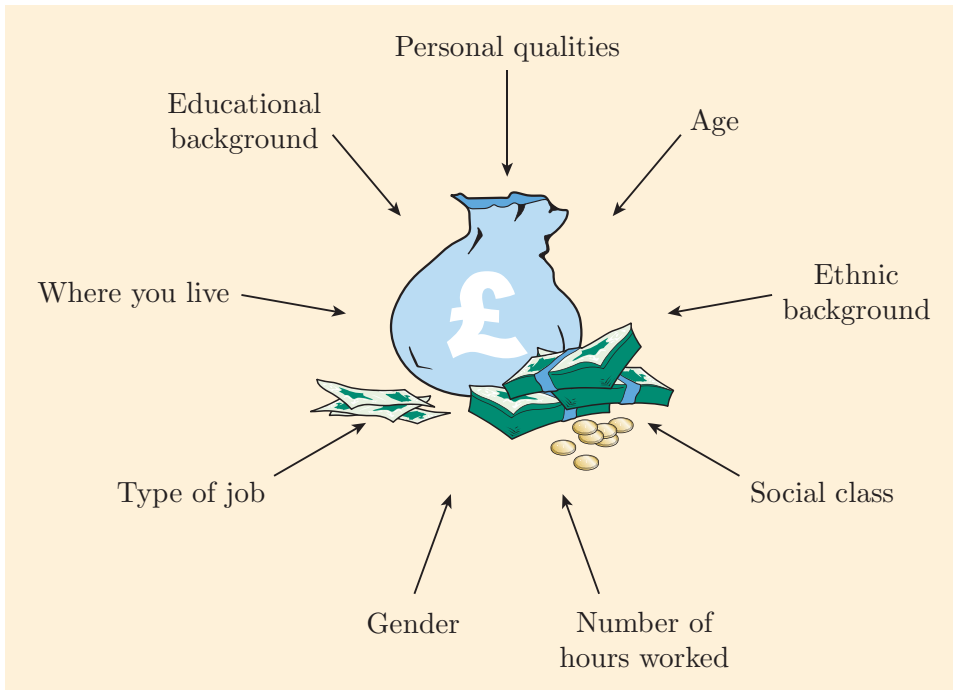 Personal qualities
Educational
background
Age
Where you live
£
Ethnic
background
Type of job
Social class
Gender
Number of
hours worked